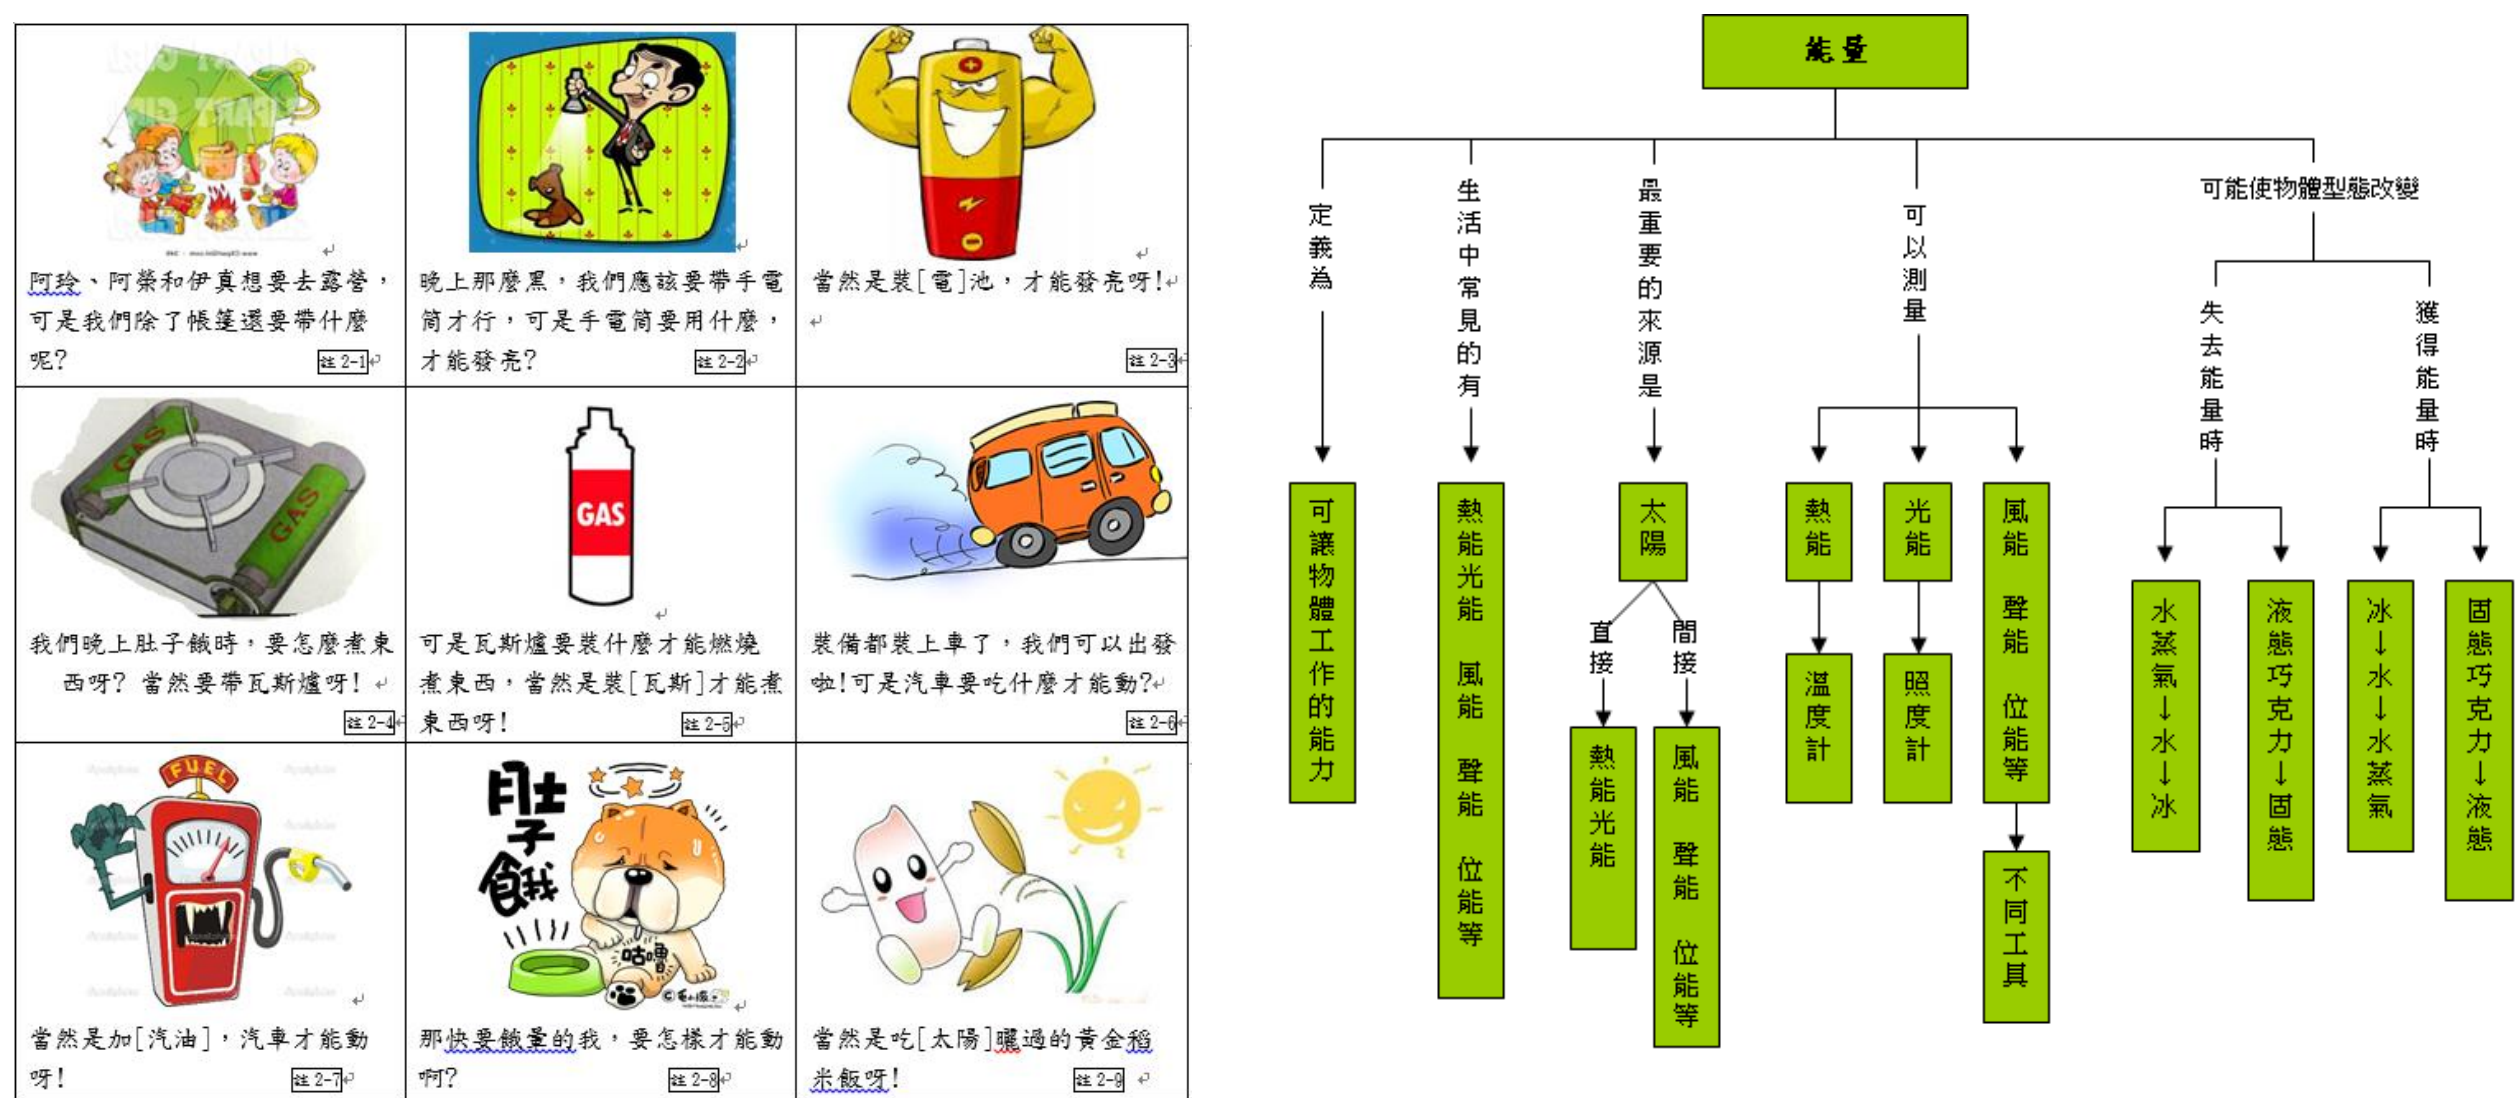 阿玲、阿榮和伊真想要去露營，
可是我們除了帳篷還要帶什麼
呢?
註 2-1
晚上那麼黑，我們應該要帶手電
筒才行，可是手電筒要用什麼，
才能發亮?
註 2-2
當然是裝[電]池，才能發亮呀!
註 2-3
GAS
GAS
我們晚上肚子餓時，要怎麼煮東
西呀? 當然要帶瓦斯爐呀!
註 2-4
GAS
可是瓦斯爐要裝什麼才能燃燒
煮東西，當然是裝[瓦斯]才能煮
東西呀!
註 2-5
裝備都裝上車了，我們可以出發
啦!可是汽車要吃什麼才能動?
註 2-6
FUEL
當然是加[汽油]，汽車才能動
呀!
註 2-7
肚子餓
咕嚕
那快要餓暈的我，要怎樣才能動
啊?
註 2-8
當然是吃[太陽]曬過的黃金稻
米飯呀!
註 2-9
能量
定義為
可讓物體工作的能力
生活中常見的有
熱能光能 風能 聲能 位能等
最重要的來源是
太陽
直接
熱能光能
間接
風能 聲能 位能等
可以測量
熱能
溫度計
光能
照度計
風能 聲能 位能等
不同工具
可能使物體型態改變
失去能量時
水蒸氣↓水↓冰
液態巧克力↓固態
獲得能量時
冰↓水↓水蒸氣
固態巧克力↓液態